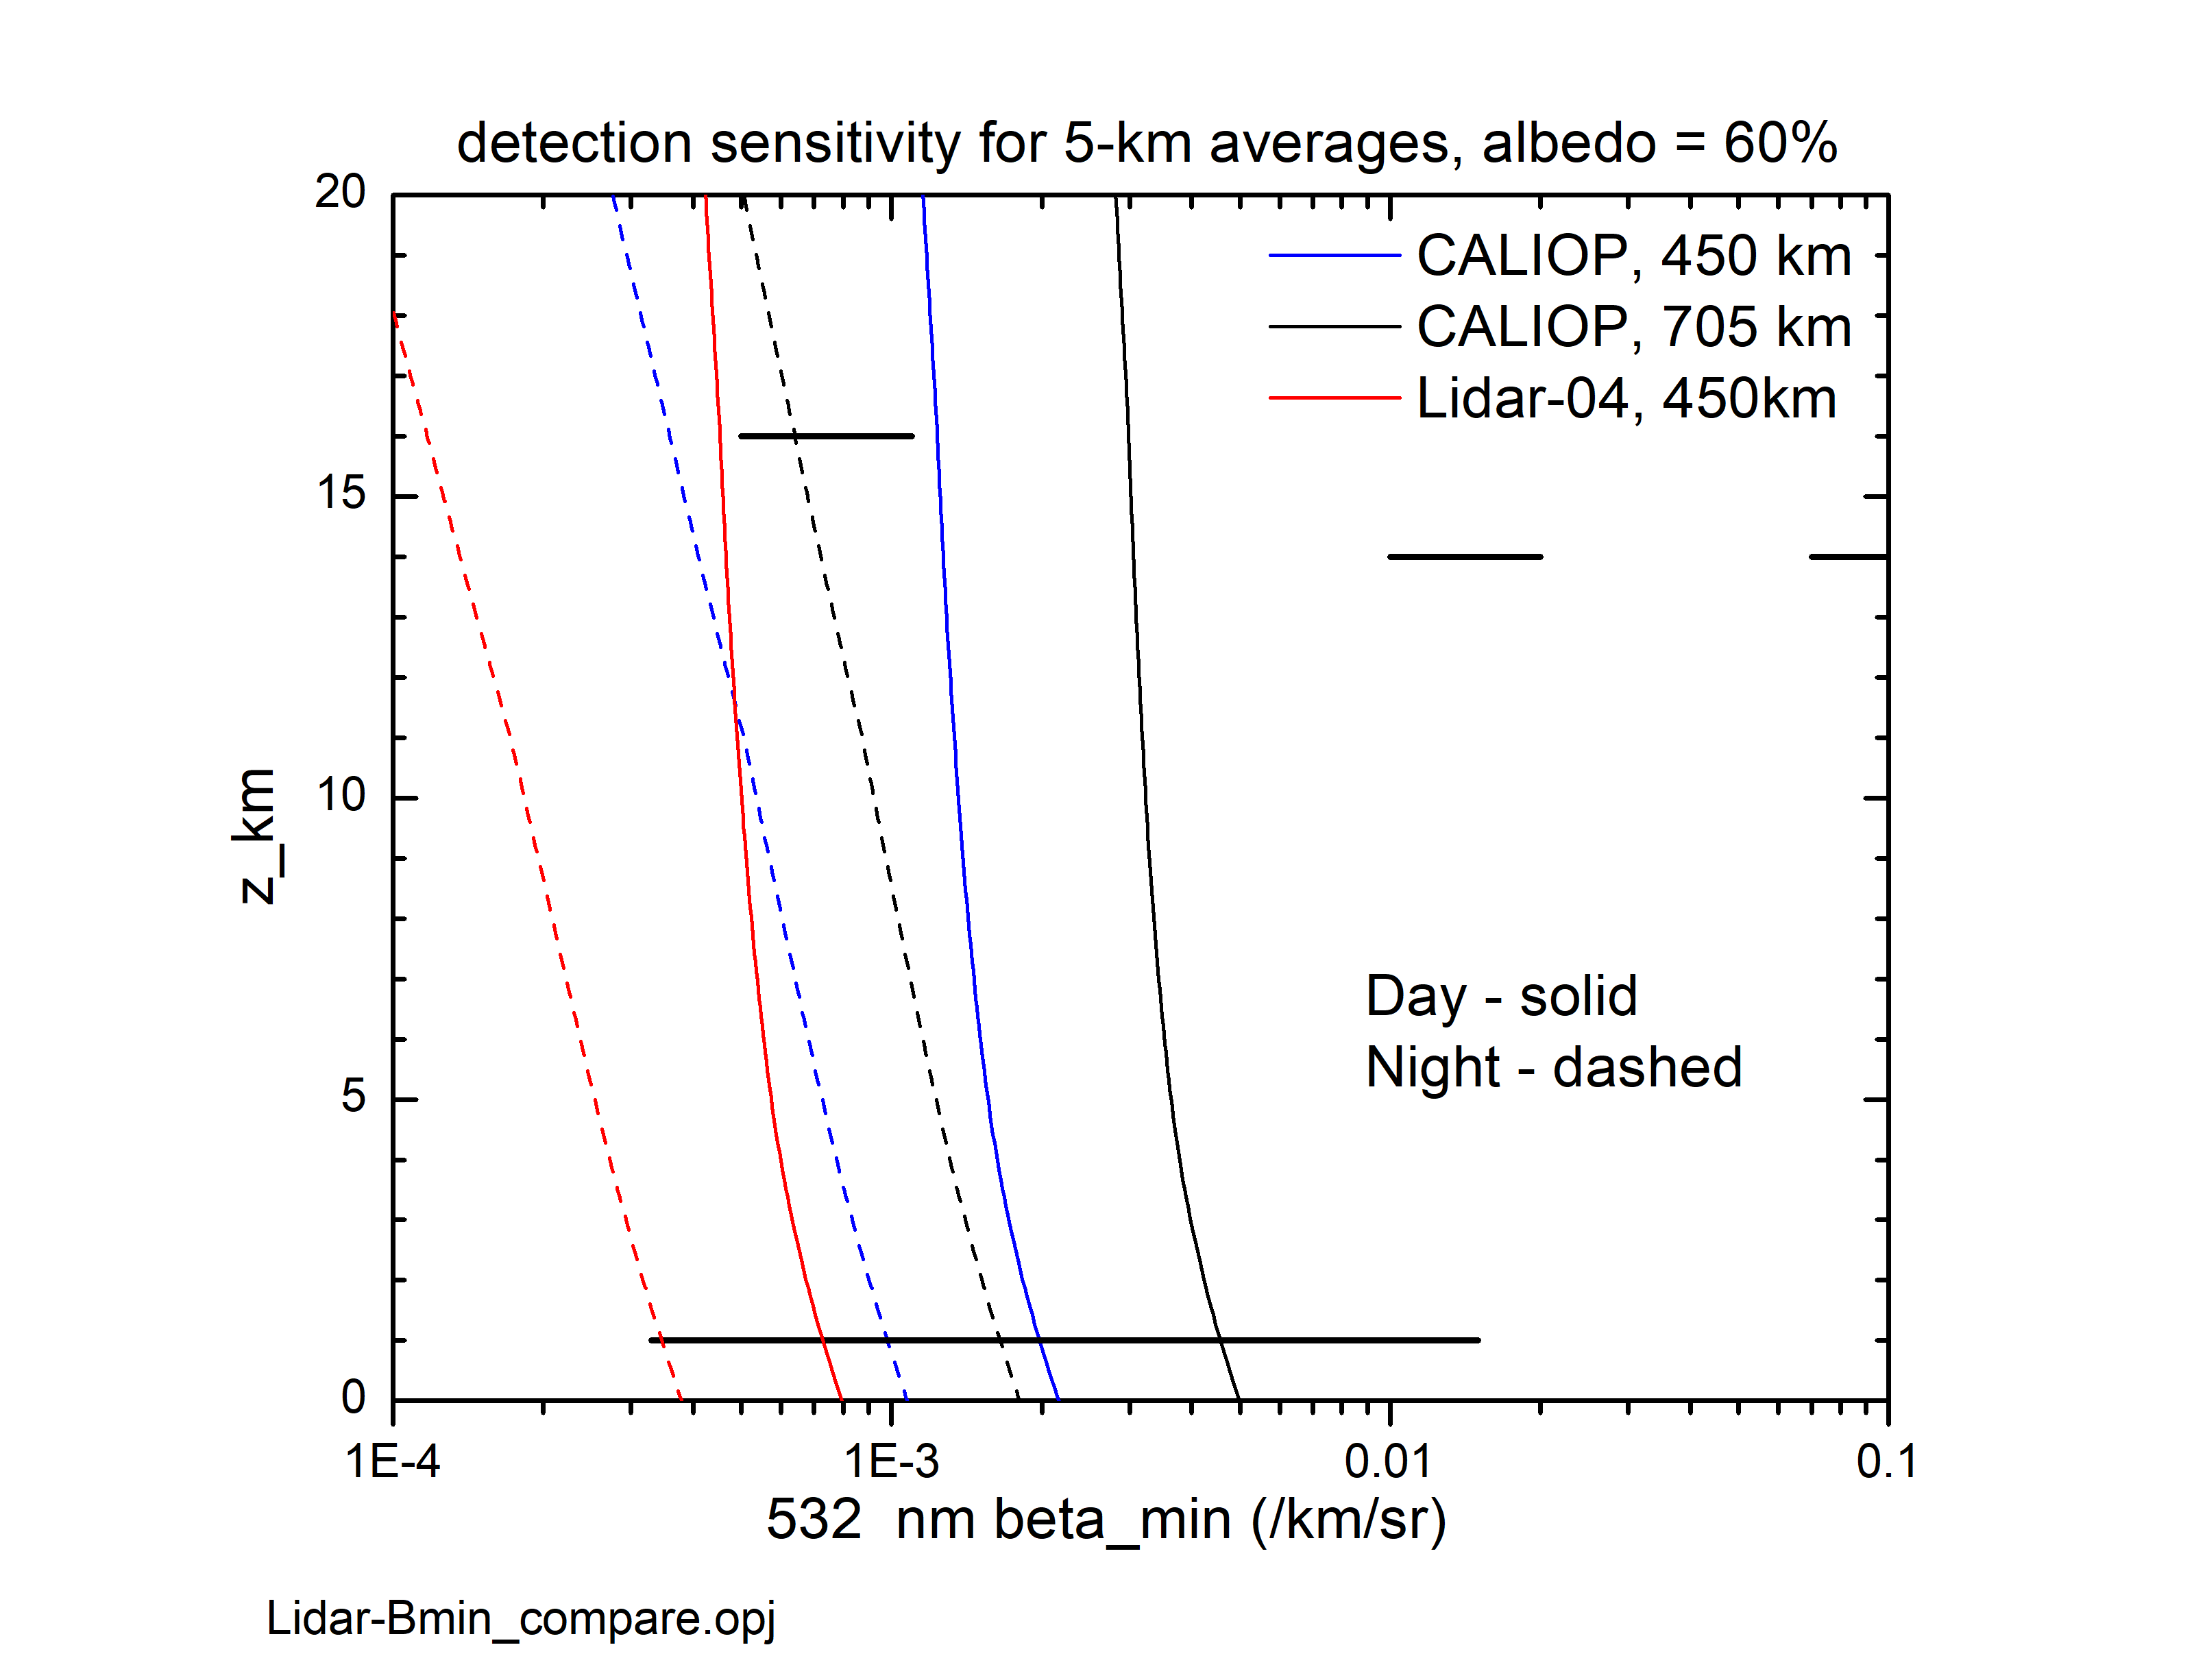 detection sensitivity for 5-km averages, albedo = 60%
20
15
10
5
0
z_km
CALIOP, 450 km
CALIOP, 705 km
Lidar-04, 450km
Day - solid
Night - dashed
1E-4
1E-3
0.01
0.1
532  nm beta_min (/km/sr)
Lidar-Bmin_compare.opj